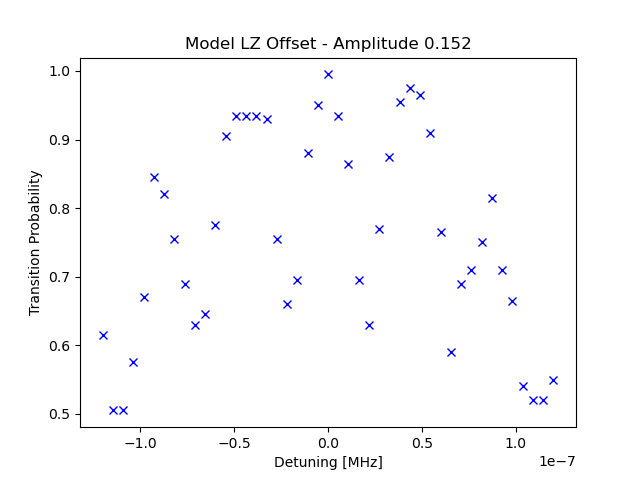 Model LZ Offset - Amplitude 0.152
1.0
0.9
0.8
0.7
0.6
0.5
Transition Probability
−1.0 −0.5 0.0 0.5 1.0
1e−7
Detuning [MHz]